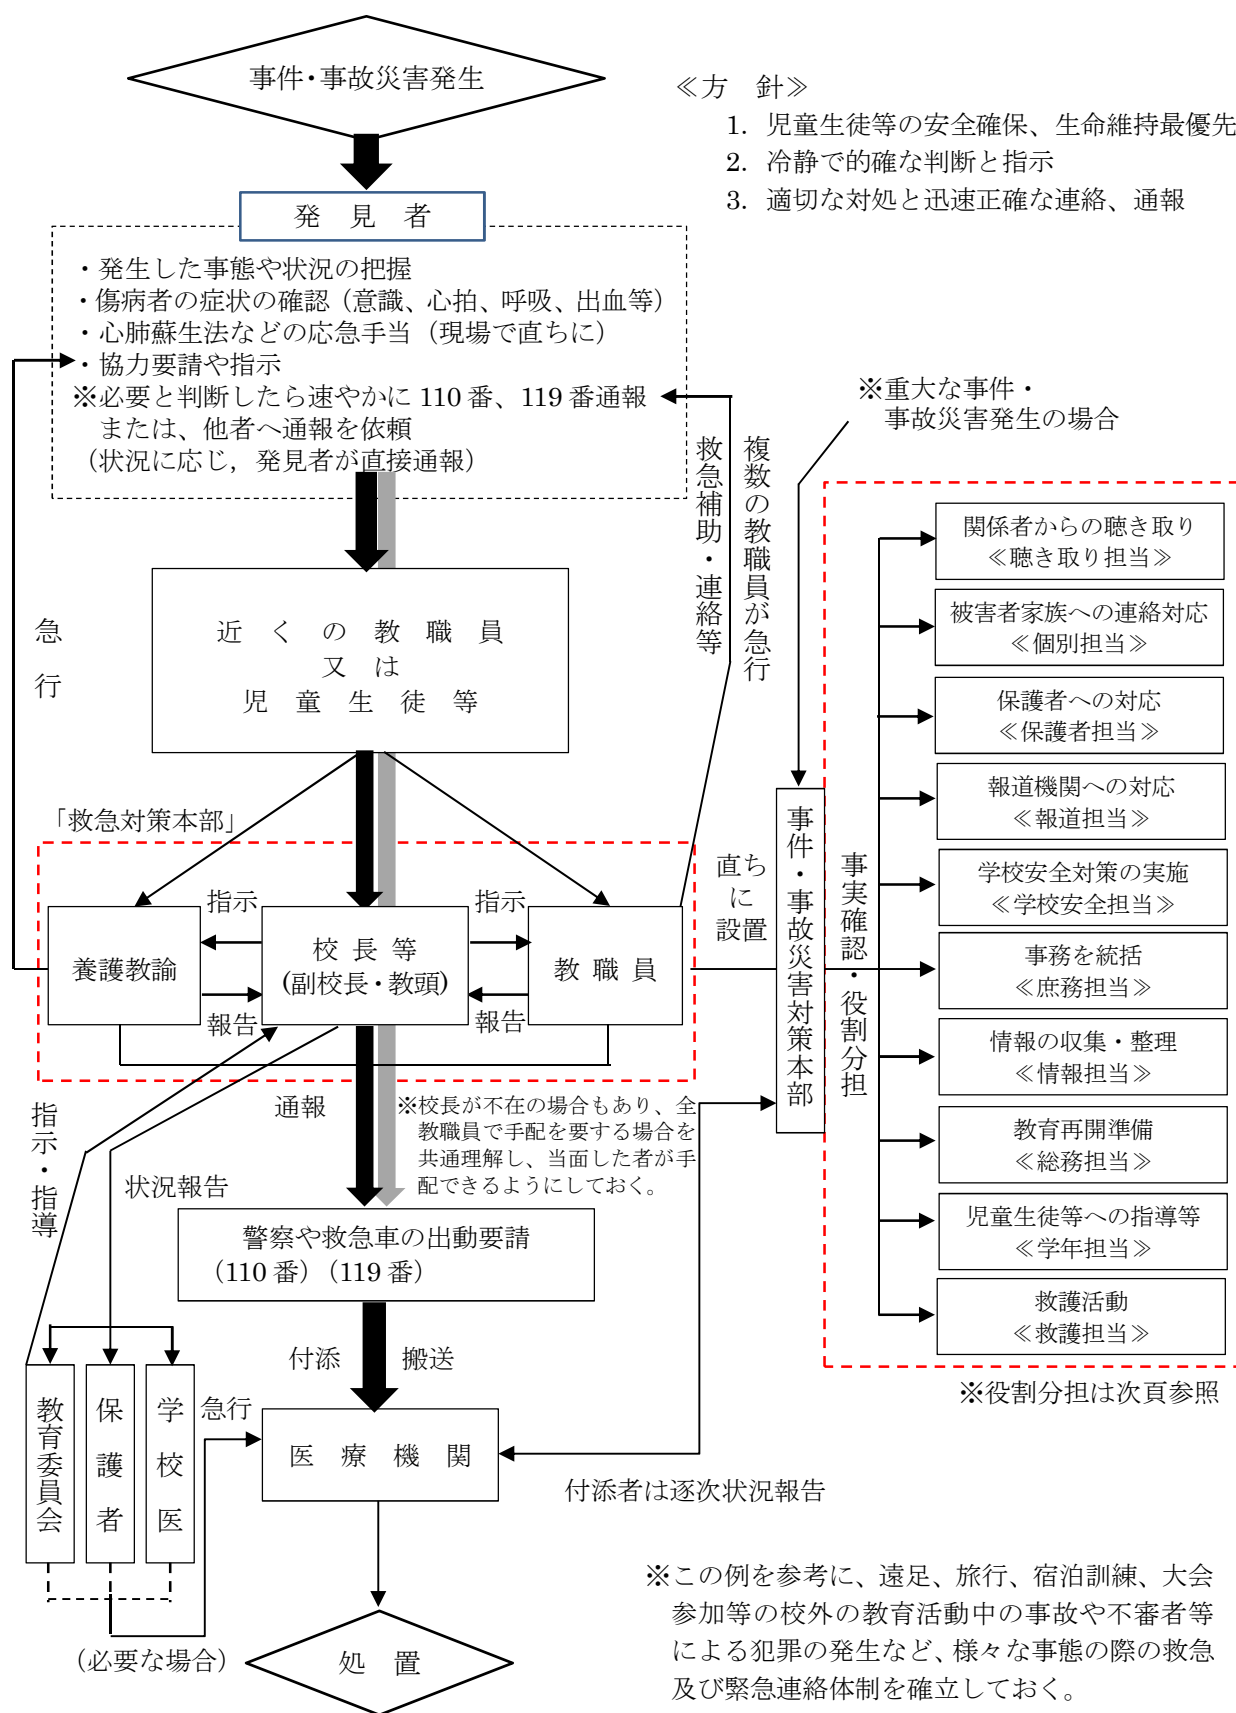 事件・事故災害発生
≪方　針≫
1. 児童生徒等の安全確保、生命維持最優先
2. 冷静で的確な判断と指示
3. 適切な対処と迅速正確な連絡、通報
発　見　者
・発生した事態や状況の把握
・傷病者の症状の確認（意識、心拍、呼吸、出血等）
・心肺蘇生法などの応急手当（現場で直ちに）
・協力要請や指示
※必要と判断したら速やかに 110 番、119 番通報
または、他者へ通報を依頼
（状況に応じ，発見者が直接通報）
※重大な事件・
事故災害発生の場合
複数の教職員が急行
救急補助・連絡等
急　行
近　く　の　教　職　員
又　は
児　童　生　徒　等
「救急対策本部」
指示
指示
養護教諭
校 長 等
(副校長・教頭)
教 職 員
報告
報告
直ち
に
設置
事件・事故災害対策本部
事実確認・役割分担
関係者からの聴き取り
≪聴き取り担当≫
被害者家族への連絡対応
≪個別担当≫
保護者への対応
≪保護者担当≫
報道機関への対応
≪報道担当≫
学校安全対策の実施
≪学校安全担当≫
事務を統括
≪庶務担当≫
情報の収集・整理
≪情報担当≫
教育再開準備
≪総務担当≫
児童生徒等への指導等
≪学年担当≫
救護活動
≪救護担当≫
※役割分担は次頁参照
指示・指導
状況報告
通報
※校長が不在の場合もあり、全
教職員で手配を要する場合を
共通理解し、当面した者が手
配できるようにしておく。
警察や救急車の出動要請
（110 番）（119 番）
付添
搬送
教育委員会
保　護　者
学　校　医
急行
医　療　機　関
付添者は逐次状況報告
（必要な場合）
処　置
※この例を参考に、遠足、旅行、宿泊訓練、大会
参加等の校外の教育活動中の事故や不審者等
による犯罪の発生など、様々な事態の際の救急
及び緊急連絡体制を確立しておく。